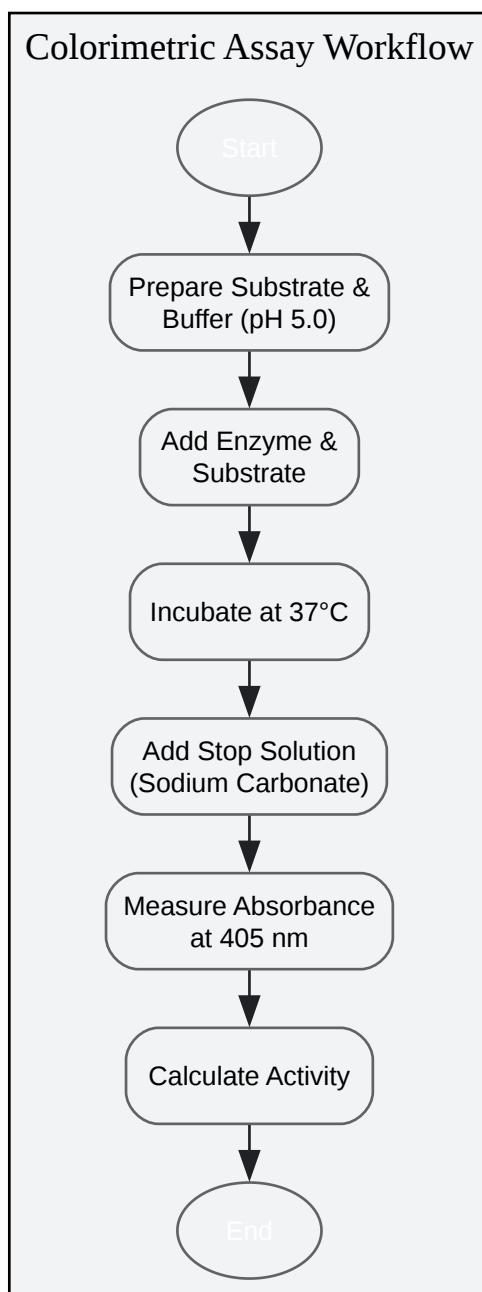 Colorimetric Assay Workflow
Start
Prepare Substrate &
Buffer (pH 5.0)
Add Enzyme &
Substrate
Incubate at 37°C
Add Stop Solution
(Sodium Carbonate)
Measure Absorbance
at 405 nm
Calculate Activity
End